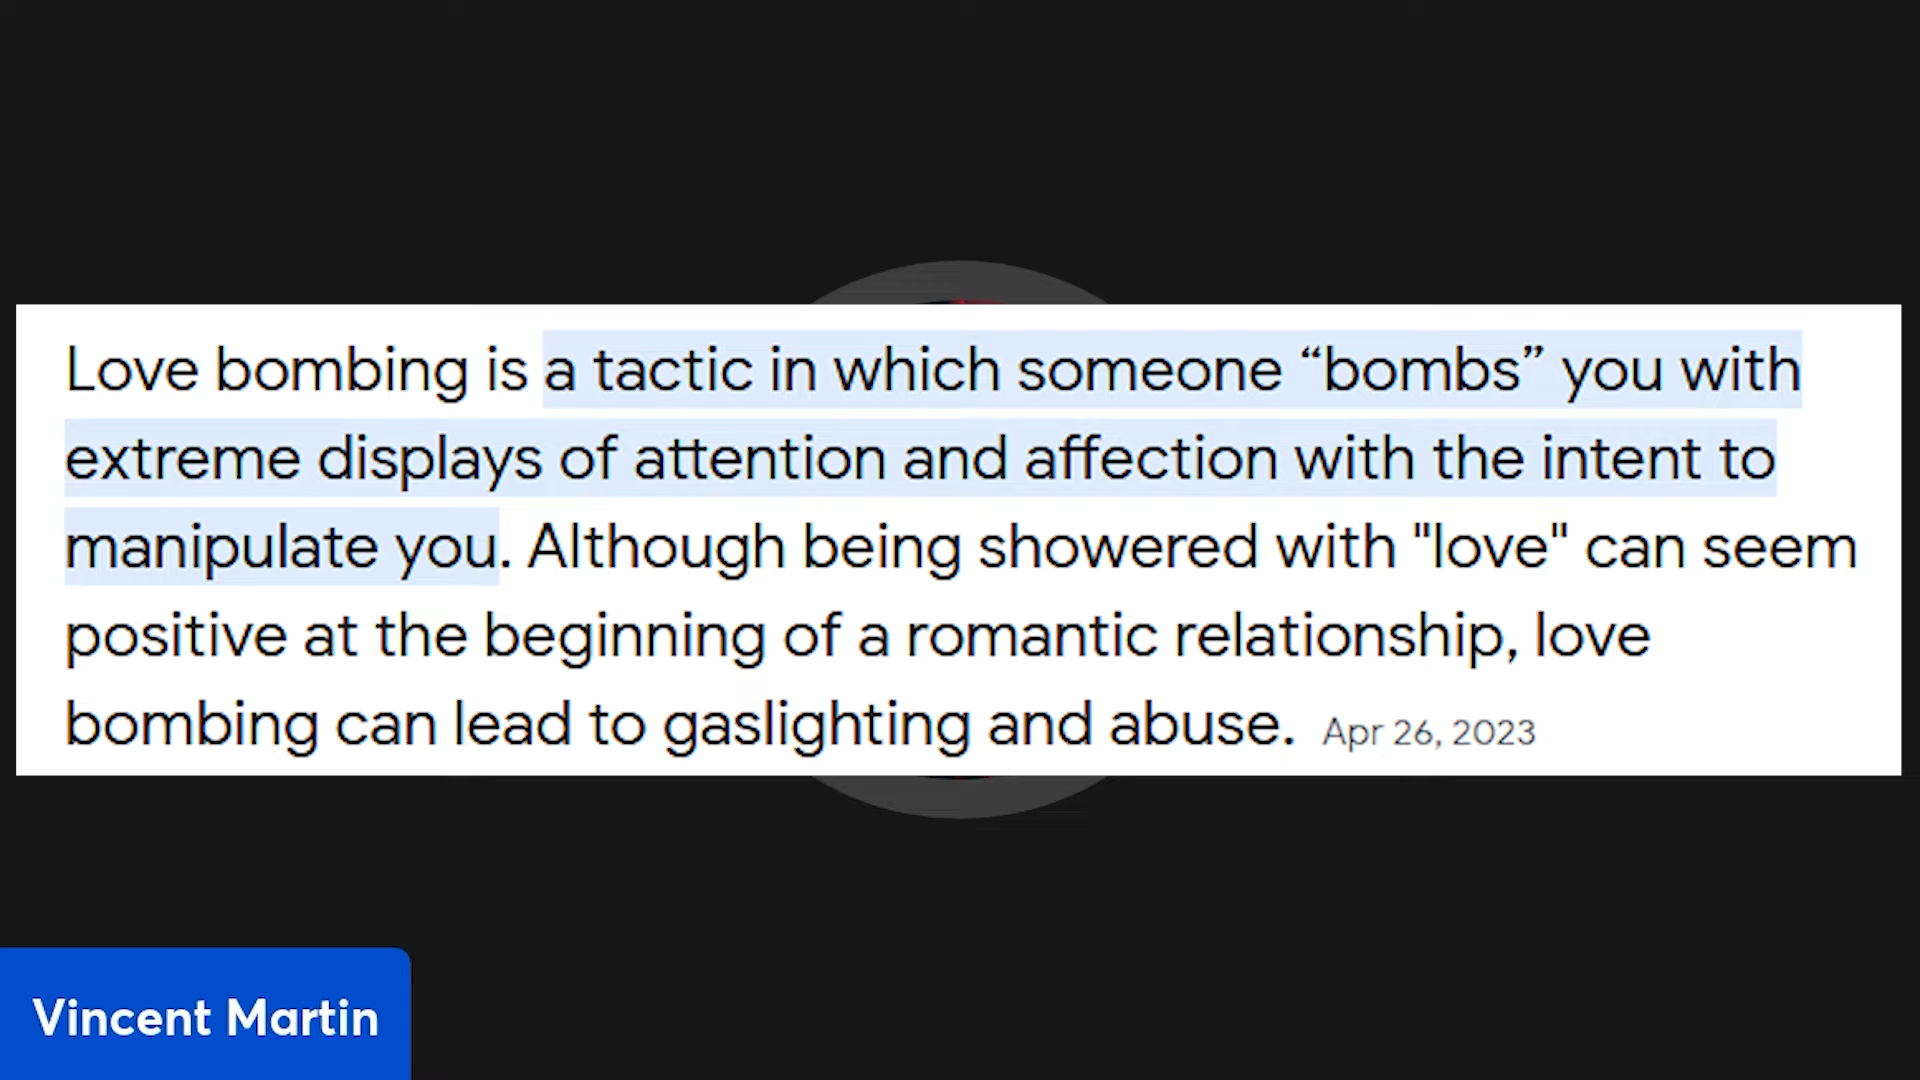 Love bombing is a tactic in which someone “bombs” you with
extreme displays of attention and affection with the intent to
manipulate you. Although being showered with "love" can seem
positive at the beginning of a romantic relationship, love
bombing can lead to gaslighting and abuse. Apr 26, 2023
Vincent Martin